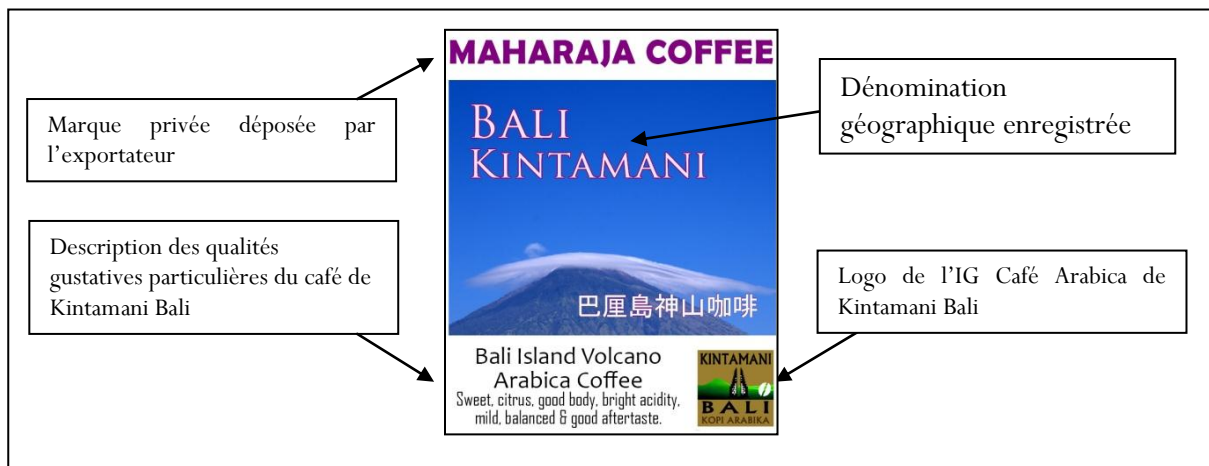 MAHARAJA COFFEE
Marque privée déposée par
l'exportateur
Dénomination
géographique enregistrée
BALI
KINTAMANI
Description des qualités
gustatives particulières du café de
Kintamani Bali
巴厘島神山咖啡
Logo de l'IG Café Arabica de
Kintamani Bali
Bali Island Volcano
Arabica Coffee
Sweet, citrus, good body, bright acidity,
mild, balanced & good aftertaste.
KINTAMANI
BALI
KOPI ARABIKA